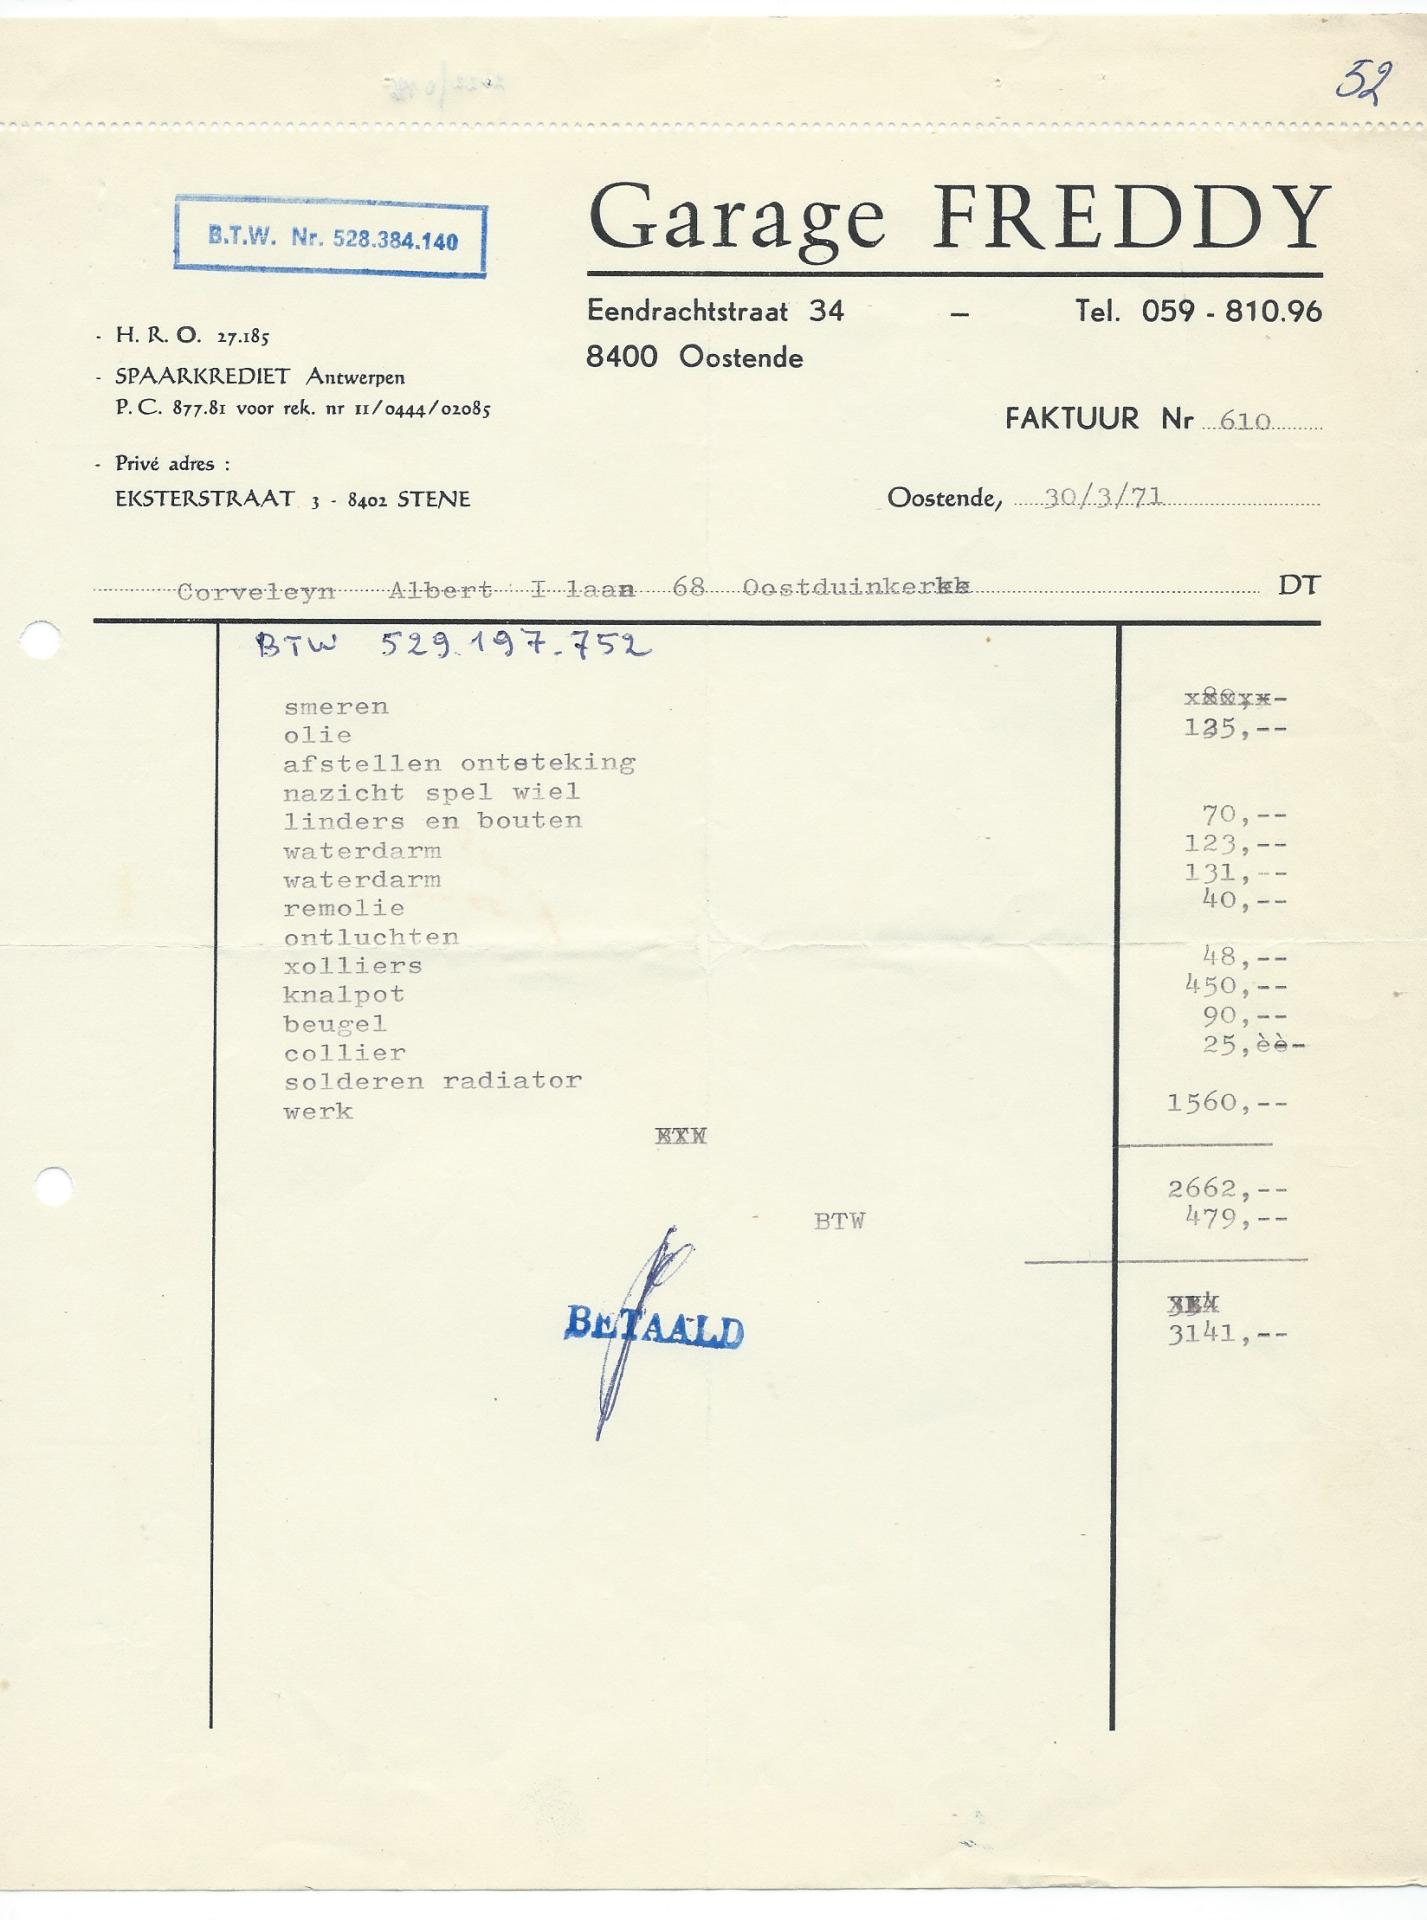 52
Garage FREDDY
B.T.W. Nr. 528.384.140
Eendrachtstraat 34 – Tel. 059 - 810.96
8400 Oostende
- H. R. O. 27.185
- SPAARKREDIET Antwerpen
P. C. 877.81 voor rek. nr 11/0444/02085
FAKTUUR Nr 610
- Privé adres :
EKSTERSTRAAT 3 - 8402 STENE
Oostende, 30/3/71
Corveleyn Albert I laan 68 Oostduinkerke DT
BTW 529.197.752
smeren
olie 125,--
afstellen ontsteking
nazicht spel wiel
linders en bouten 70,--
waterdarm 123,--
waterdarm 131,--
remolie 40,--
ontluchten
xolliers 48,--
knalpot 450,--
beugel 90,--
collier 25,èè-
solderen radiator
werk 1560,--
2662,--
BTW 479,--
BETAALD
3141,--